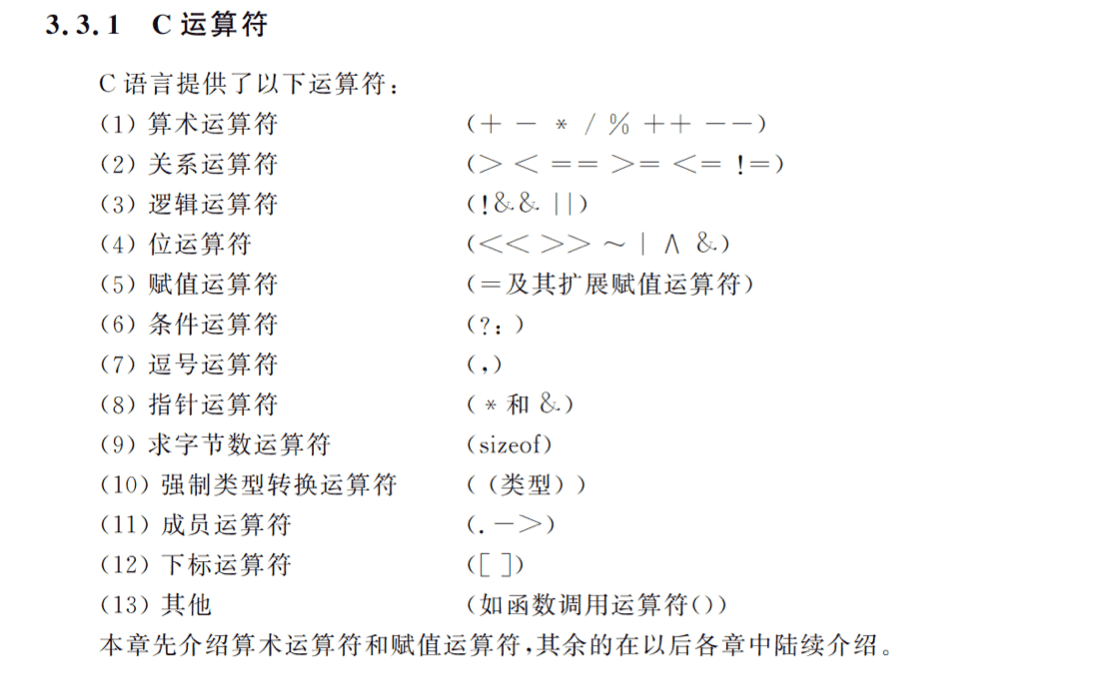 3.3.1 C 运算符
C 语言提供了以下运算符：
（1）算术运算符 （＋ － * / % ＋＋ －－）
（2）关系运算符 （＞ ＜ ＝＝ ＞＝ ＜＝ !＝）
（3）逻辑运算符 （!&& ||）
（4）位运算符 （<< >> ～ | ∧ &）
（5）赋值运算符 （＝及其扩展赋值运算符）
（6）条件运算符 （?：）
（7）逗号运算符 （,）
（8）指针运算符 （* 和 &）
（9）求字节数运算符 （sizeof）
（10）强制类型转换运算符 （（类型））
（11）成员运算符 （. －＞）
（12）下标运算符 （[ ]）
（13）其他 （如函数调用运算符()）
本章先介绍算术运算符和赋值运算符,其余的在以后各章中陆续介绍。